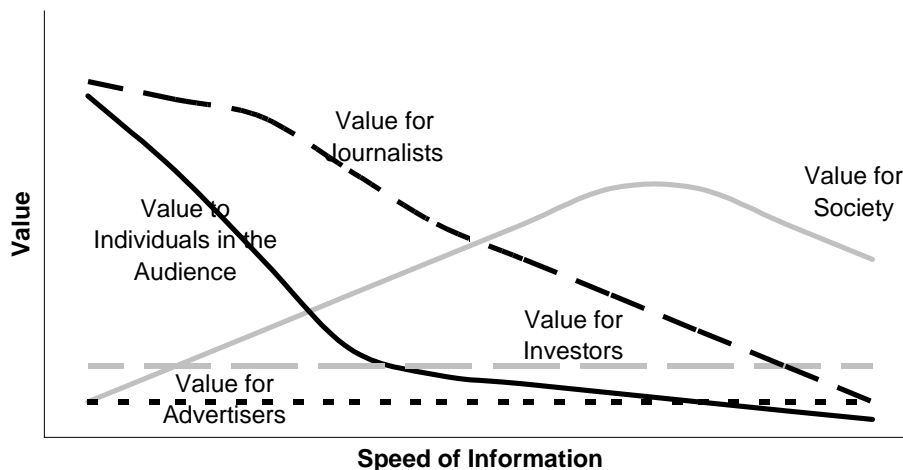 Value for
Journalists
Value for
Society
Value to
Individuals in the
Audience
Value
Value for
Investors
Value for
Advertisers
Speed of Information